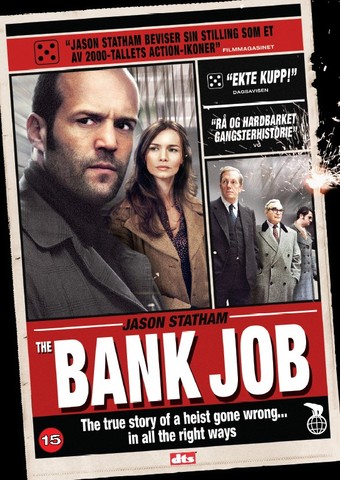 "JASON STATHAM BEVISER SIN STILLING SOM ET
AV 2000-TALLETS ACTION-IKONER" FILMMAGASINET
"EKTE KUPP!"
DAGSAVISEN
"RÅ OG HARDBARKET
GANGSTERHISTORIE"
VG
JASON STATHAM
THE
BANK JOB
The true story of a heist gone wrong...
in all the right ways
15
dts